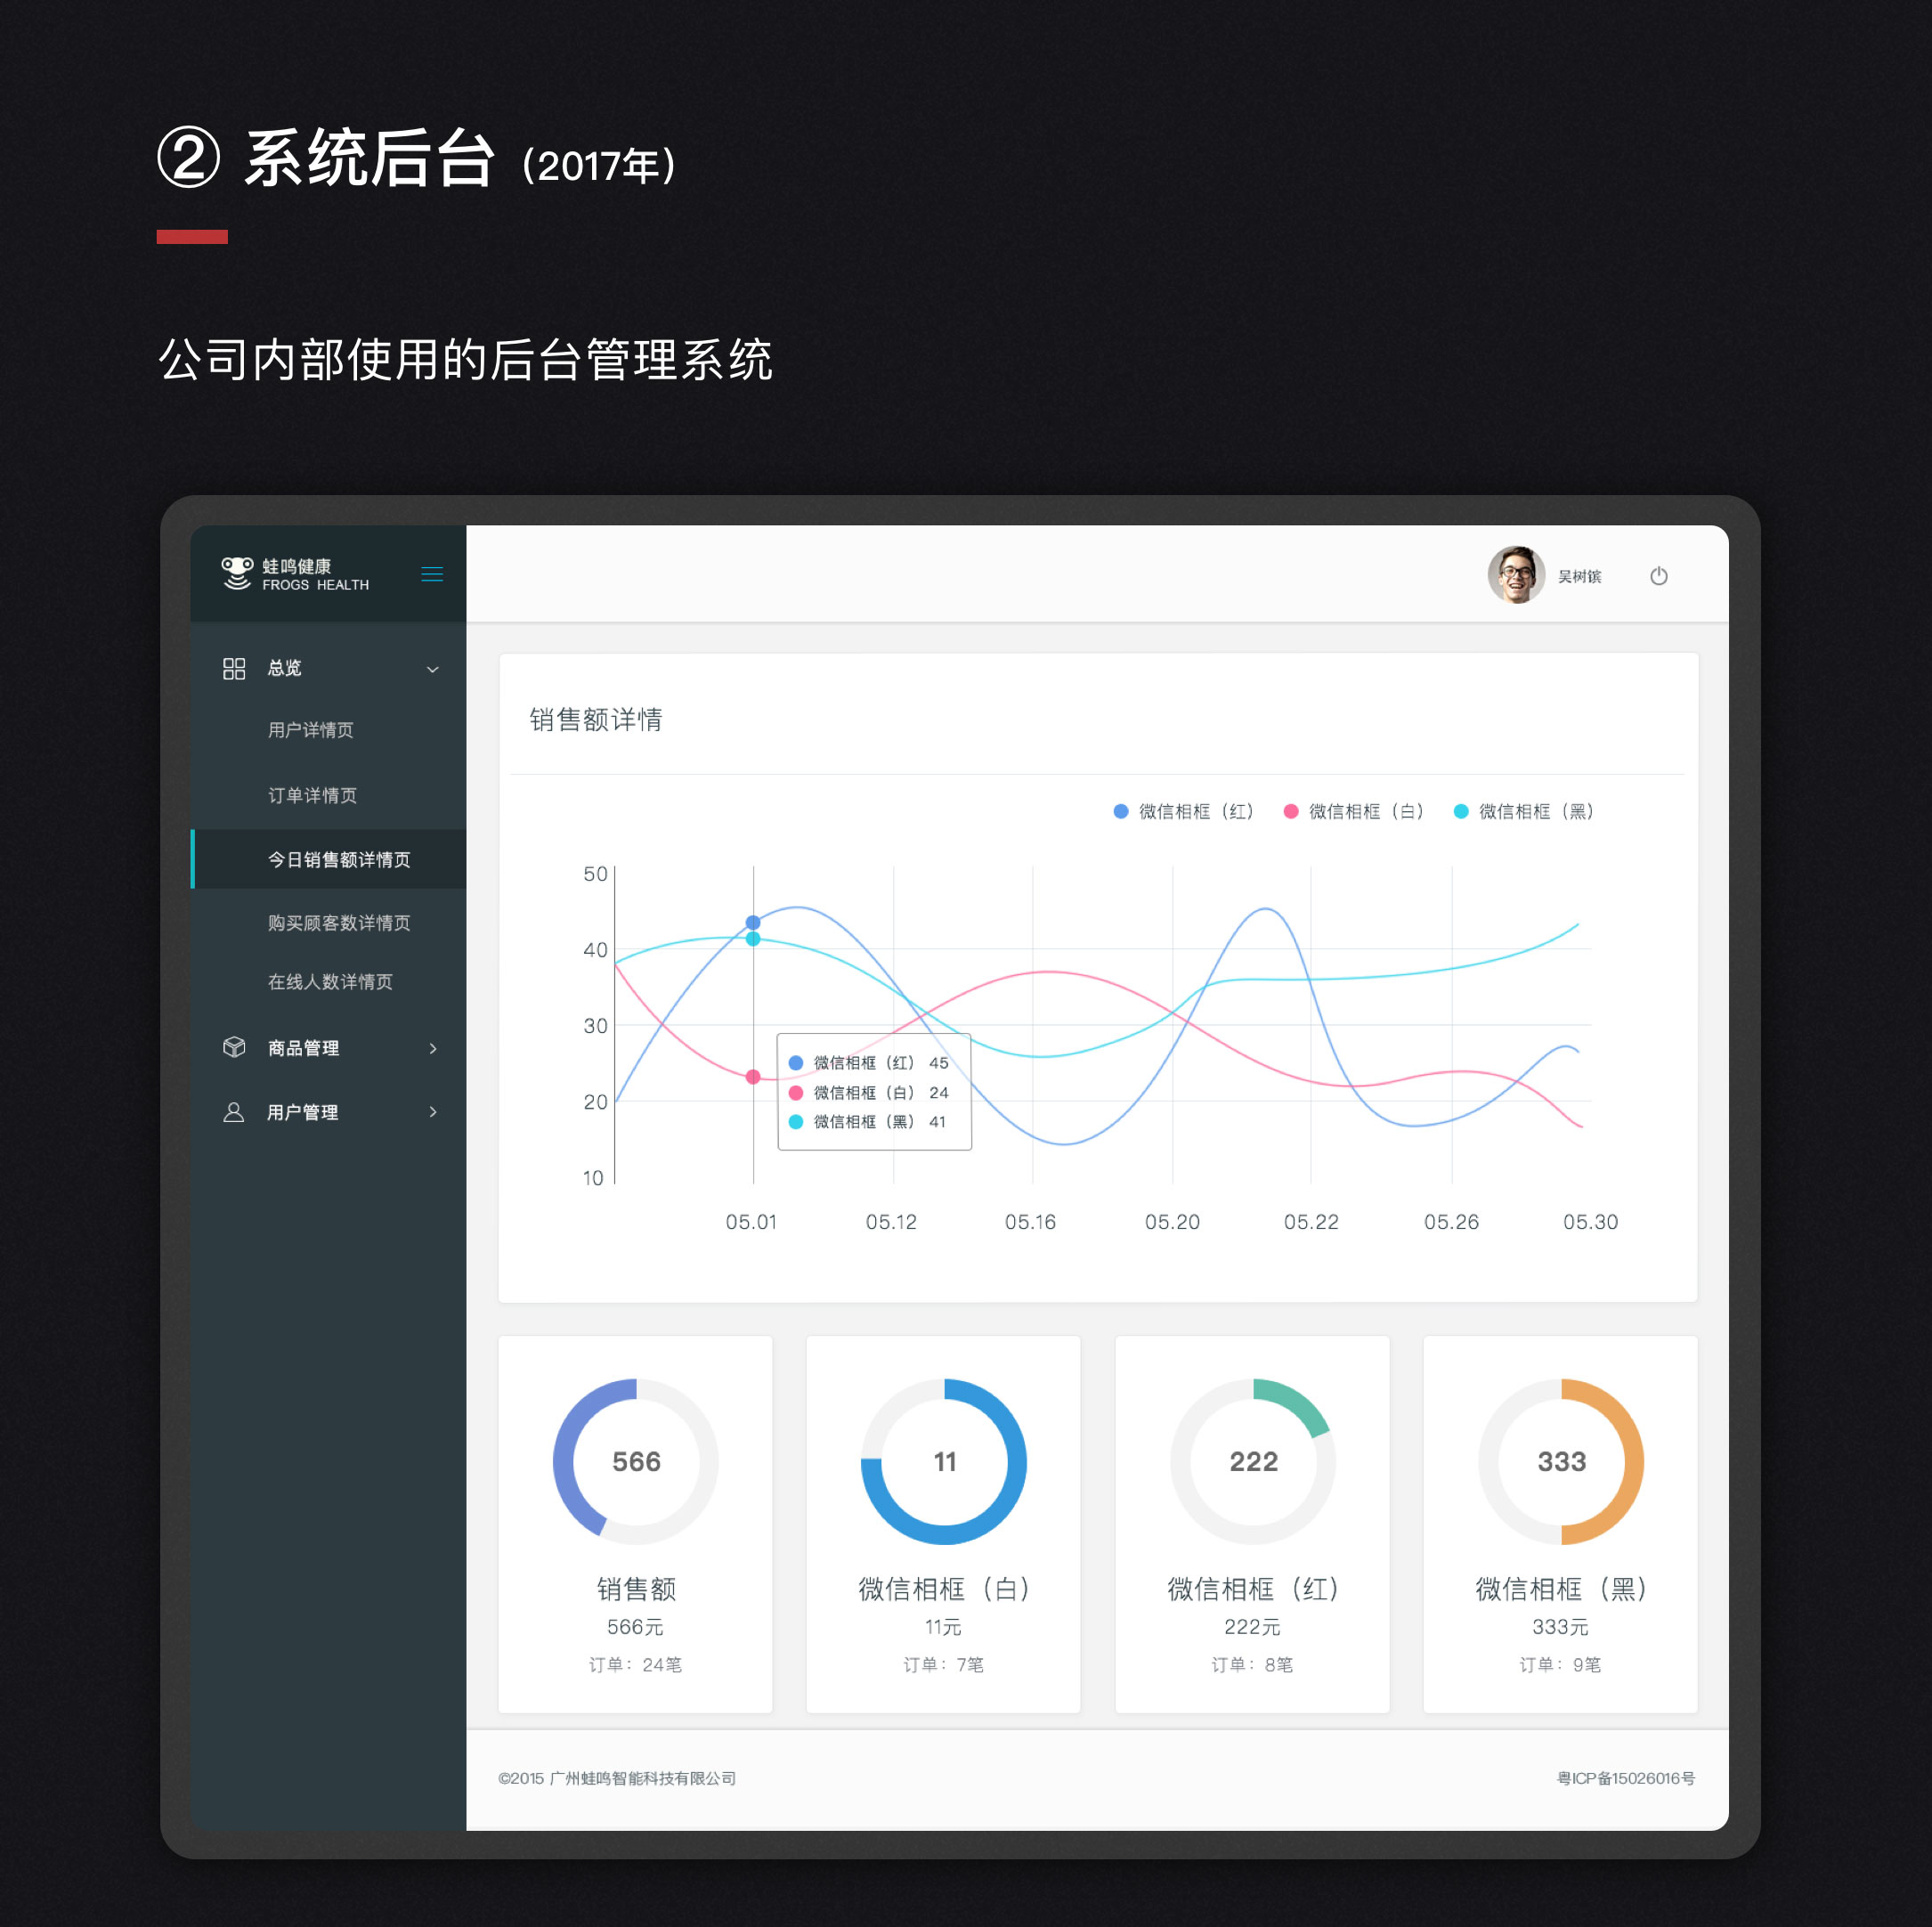 ② 系统后台（2017年）
公司内部使用的后台管理系统
蛙鸣健康
FROGS HEALTH
吴树镔
总览
用户详情页
订单详情页
今日销售额详情页
购买顾客数详情页
在线人数详情页
商品管理
用户管理
销售额详情
微信相框（红） 微信相框（白） 微信相框（黑）
50
40
30
20
10
微信相框（红） 45
微信相框（白） 24
微信相框（黑） 41
05.01 05.12 05.16 05.20 05.22 05.26 05.30
566
销售额
566元
订单：24笔
11
微信相框（白）
11元
订单：7笔
222
微信相框（红）
222元
订单：8笔
333
微信相框（黑）
333元
订单：9笔
©2015 广州蛙鸣智能科技有限公司
粤ICP备15026016号